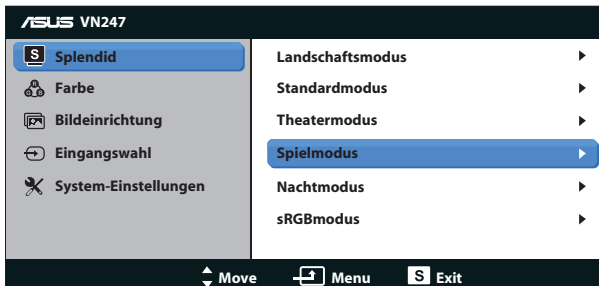 ASUS VN247
S Splendid
Farbe
Bildeinrichtung
Eingangswahl
System-Einstellungen
Landschaftsmodus
Standardmodus
Theatermodus
Spielmodus
Nachtmodus
sRGBmodus
Move Menu S Exit